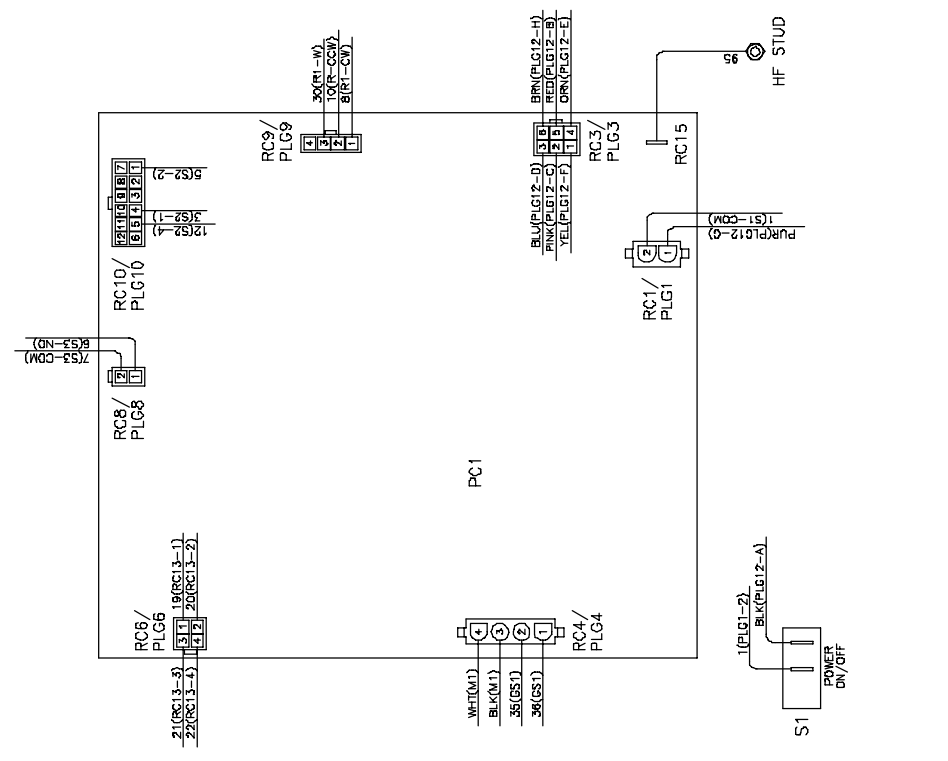 30(R1-W)
10(R-CCW)
8(R1-CW)
RC9/
PLG9
4
3
2
1
BRN(PLG12-H)
RED(PLG12-B)
ORN(PLG12-E)
6
5
4
3
2
1
BLU(PLG12-D)
PINK(PLG12-C)
YEL(PLG12-F)
RC3/
PLG3
95
HF STUD
RC15
7
8
9
10
11
12
1
2
3
4
5
6
5(S2-2)
3(S2-1)
12(S2-4)
RC10/
PLG10
1(S1-COM)
PUR(PLG12-G)
2
1
RC1/
PLG1
6(S3-NO)
7(S3-COM)
2
1
RC8/
PLG8
PC1
19(RC13-1)
20(RC13-2)
RC6/
PLG6
1
2
3
4
21(RC13-3)
22(RC13-4)
4
3
2
1
RC4/
PLG4
WHT(M1)
BLK(M1)
35(GS1)
36(GS1)
1(PLG1-2)
BLK(PLG12-A)
POWER
ON/OFF
S1